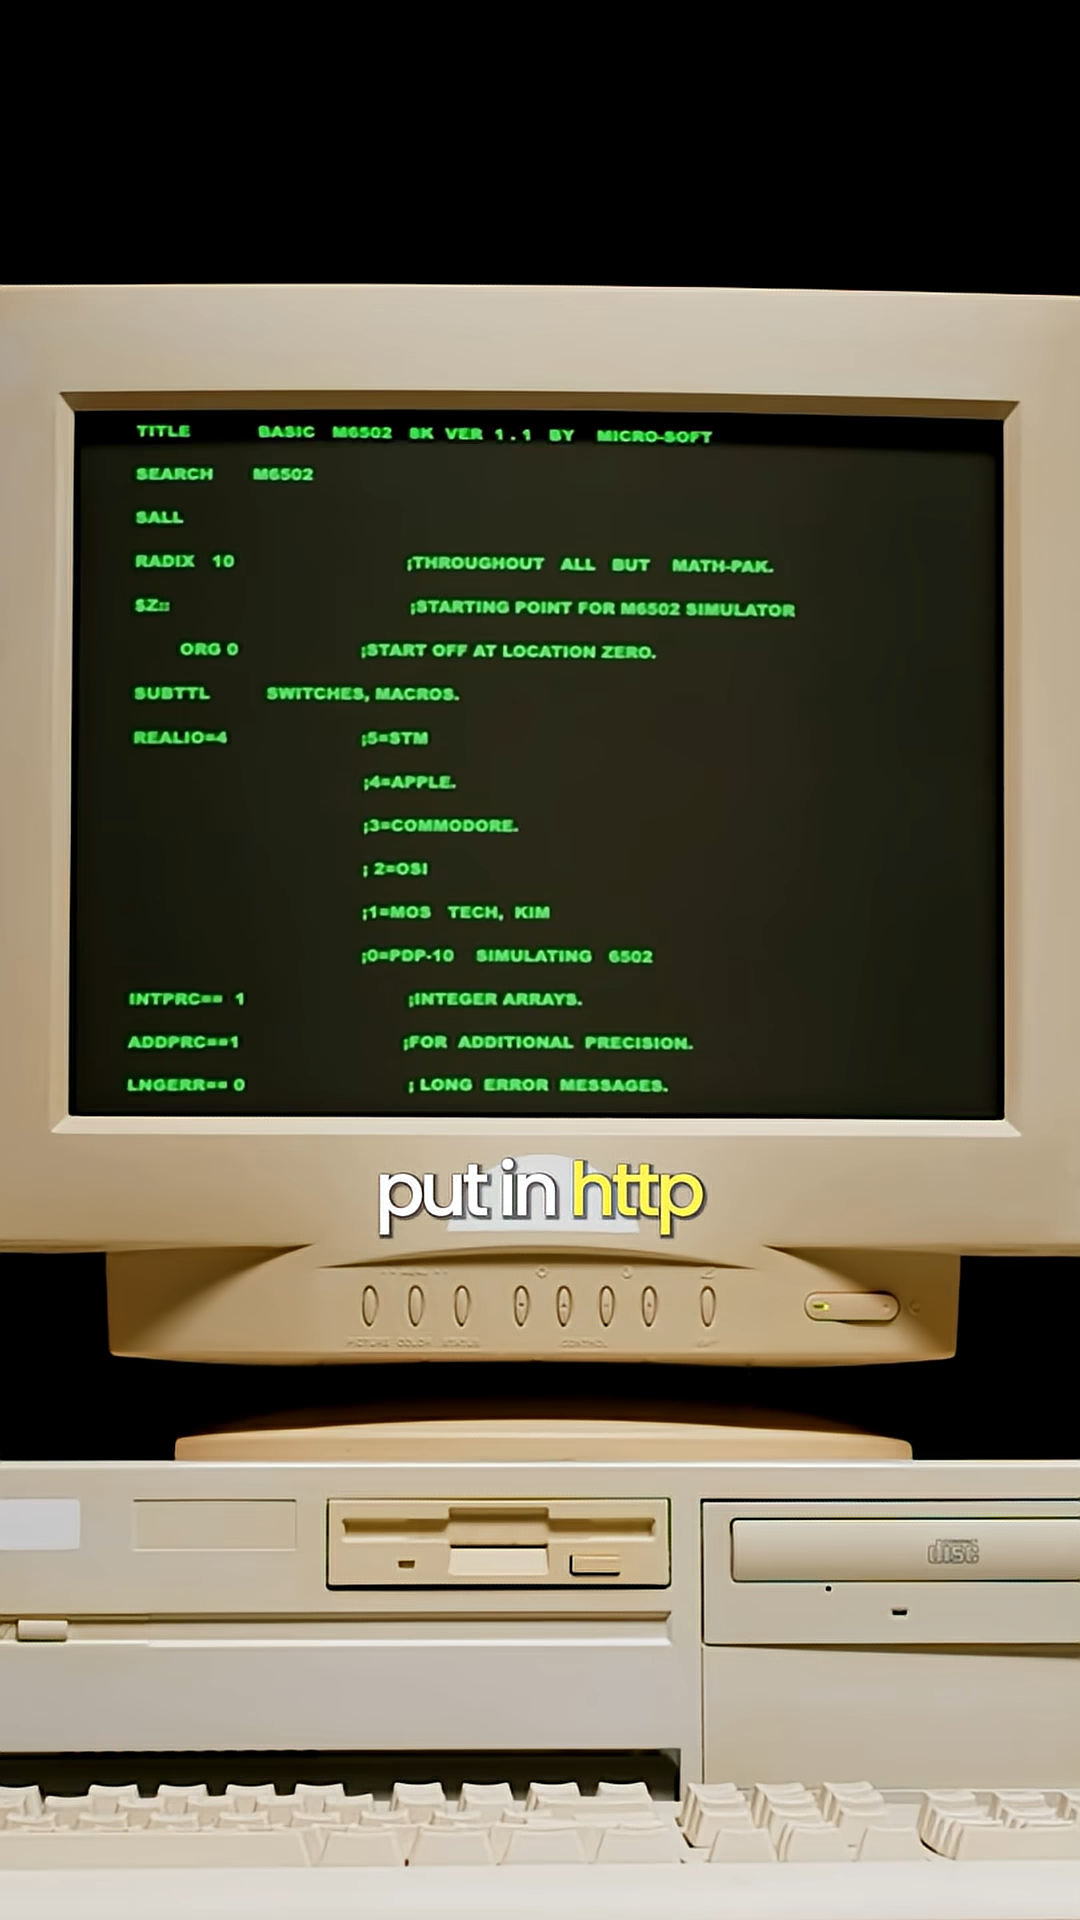 TITLE BASIC M6502 8K VER 1.1 BY MICRO-SOFT
SEARCH M6502
SALL
RADIX 10 ;THROUGHOUT ALL BUT MATH-PAK.
$Z:: ;STARTING POINT FOR M6502 SIMULATOR
ORG 0 ;START OFF AT LOCATION ZERO.
SUBTTL SWITCHES, MACROS.
REALIO=4 ;5=STM
;4=APPLE.
;3=COMMODORE.
; 2=OSI
;1=MOS TECH, KIM
;0=PDP-10 SIMULATING 6502
INTPRC== 1 ;INTEGER ARRAYS.
ADDPRC==1 ;FOR ADDITIONAL PRECISION.
LNGERR== 0 ; LONG ERROR MESSAGES.
put in http
CONTROL
disc